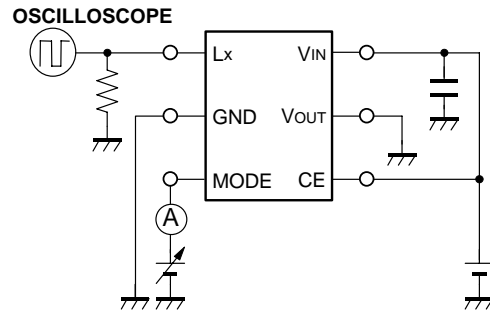 OSCILLOSCOPE
Lx
VIN
GND
VOUT
MODE
CE
A